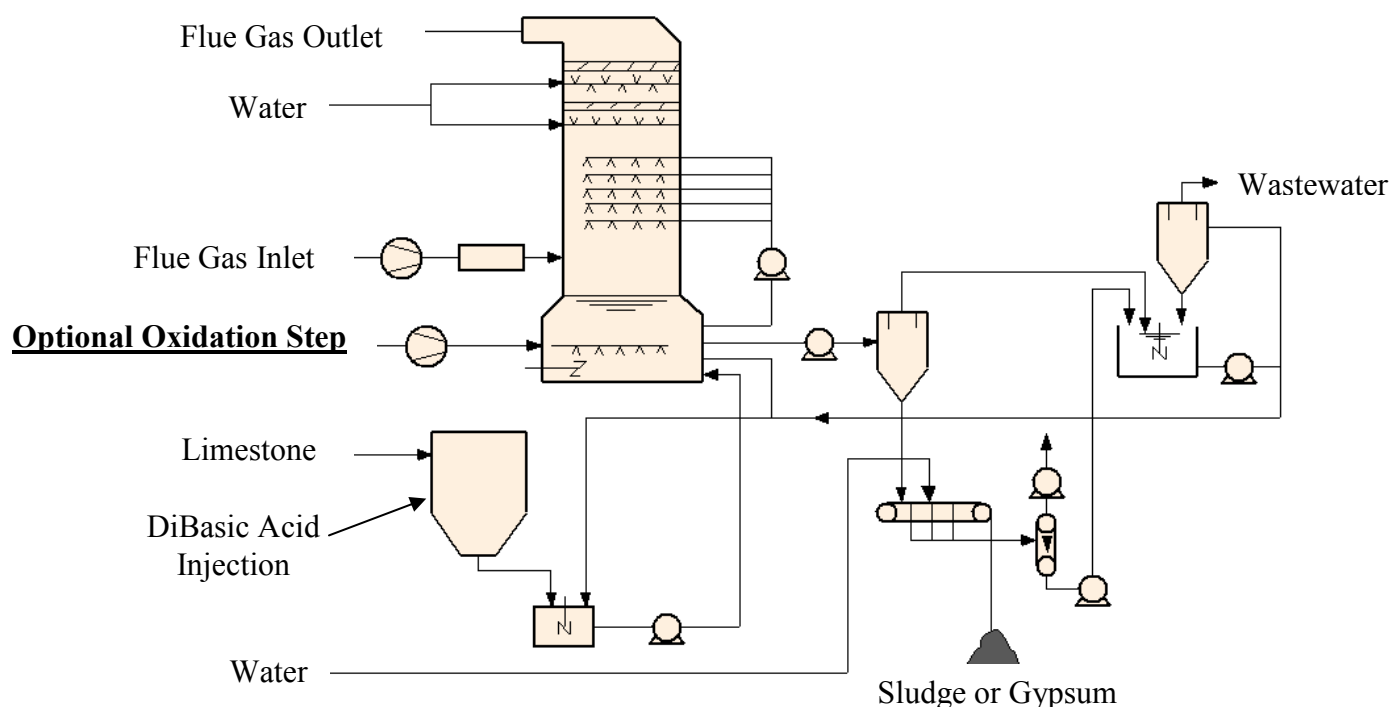 Flue Gas Outlet
Water
Wastewater
Flue Gas Inlet
Optional Oxidation Step
Limestone
DiBasic Acid
Injection
Water
Sludge or Gypsum